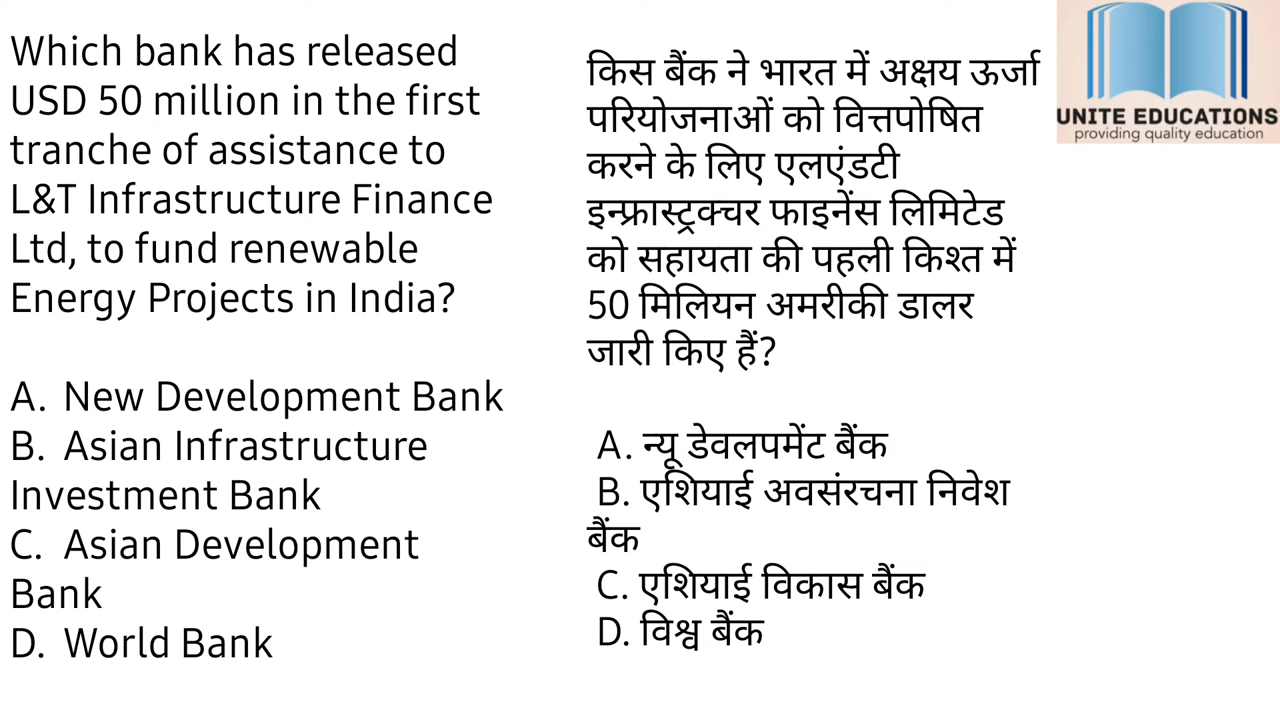 Which bank has released
USD 50 million in the first
tranche of assistance to
L&T Infrastructure Finance
Ltd, to fund renewable
Energy Projects in India?
A. New Development Bank
B. Asian Infrastructure
Investment Bank
C. Asian Development
Bank
D. World Bank
किस बैंक ने भारत में अक्षय ऊर्जा
परियोजनाओं को वित्तपोषित
करने के लिए एलएंडटी
इन्फ्रास्ट्रक्चर फाइनेंस लिमिटेड
को सहायता की पहली किश्त में
50 मिलियन अमरीकी डालर
जारी किए हैं?
A. न्यू डेवलपमेंट बैंक
B. एशियाई अवसंरचना निवेश
बैंक
C. एशियाई विकास बैंक
D. विश्व बैंक
UNITE EDUCATIONS
providing quality education